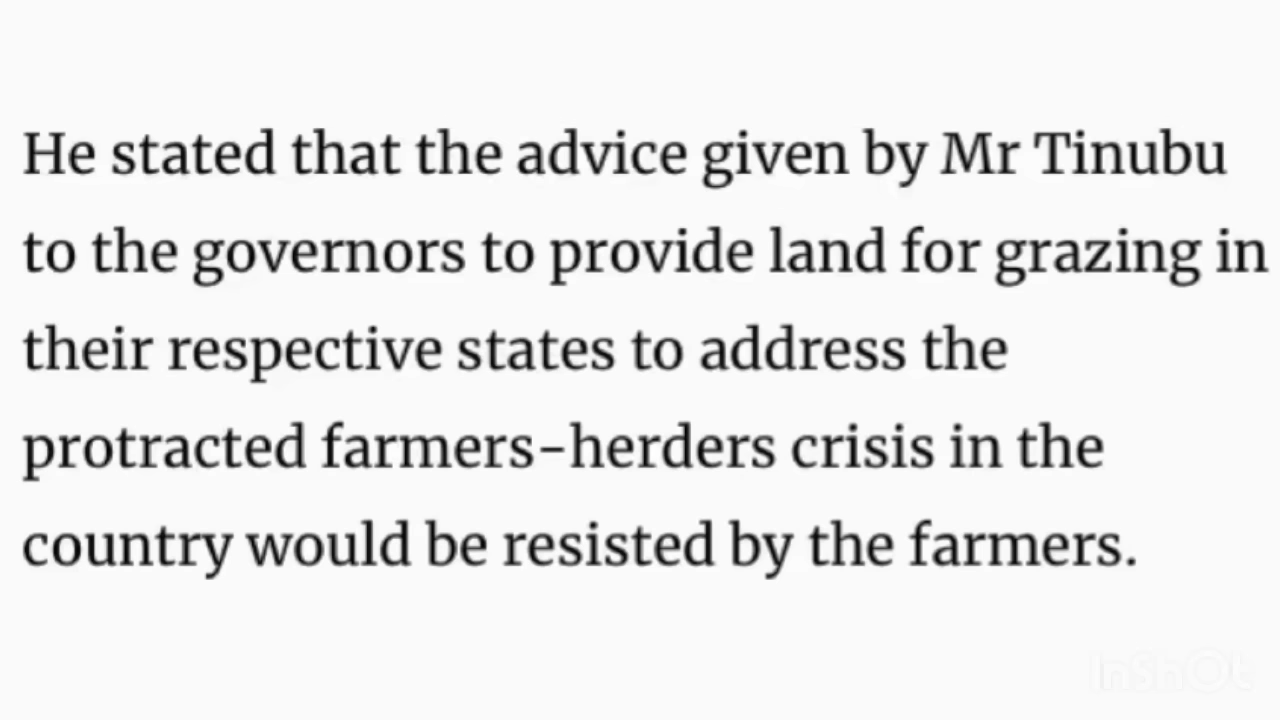 He stated that the advice given by Mr Tinubu
to the governors to provide land for grazing in
their respective states to address the
protracted farmers-herders crisis in the
country would be resisted by the farmers.
InShOt